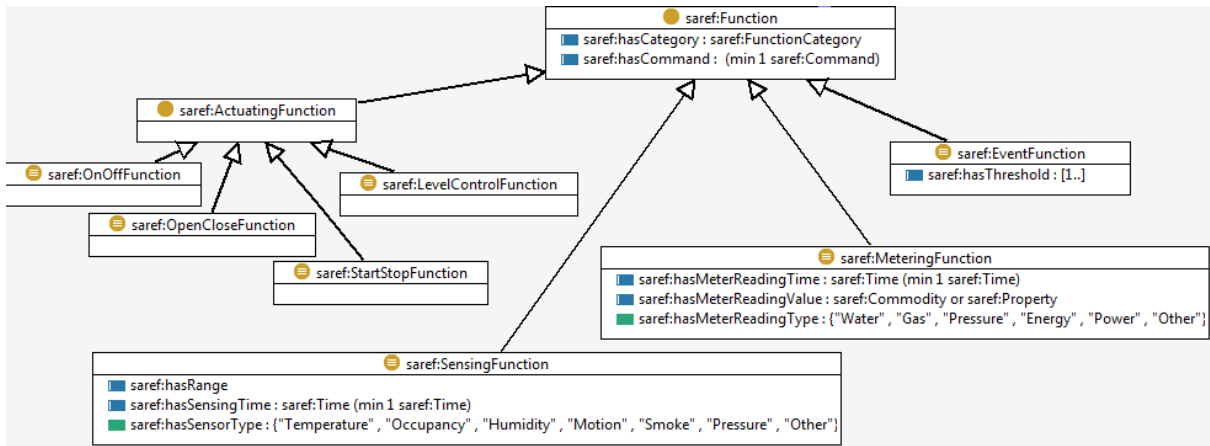 saref:Function
saref:hasCategory : saref:FunctionCategory
saref:hasCommand : (min 1 saref:Command)
saref:ActuatingFunction
saref:OnOffFunction
saref:LevelControlFunction
saref:OpenCloseFunction
saref:StartStopFunction
saref:EventFunction
saref:hasThreshold : [1..]
saref:MeteringFunction
saref:hasMeterReadingTime : saref:Time (min 1 saref:Time)
saref:hasMeterReadingValue : saref:Commodity or saref:Property
saref:hasMeterReadingType : {"Water" , "Gas" , "Pressure" , "Energy" , "Power" , "Other"}
saref:SensingFunction
saref:hasRange
saref:hasSensingTime : saref:Time (min 1 saref:Time)
saref:hasSensorType : {"Temperature" , "Occupancy" , "Humidity" , "Motion" , "Smoke" , "Pressure" , "Other"}